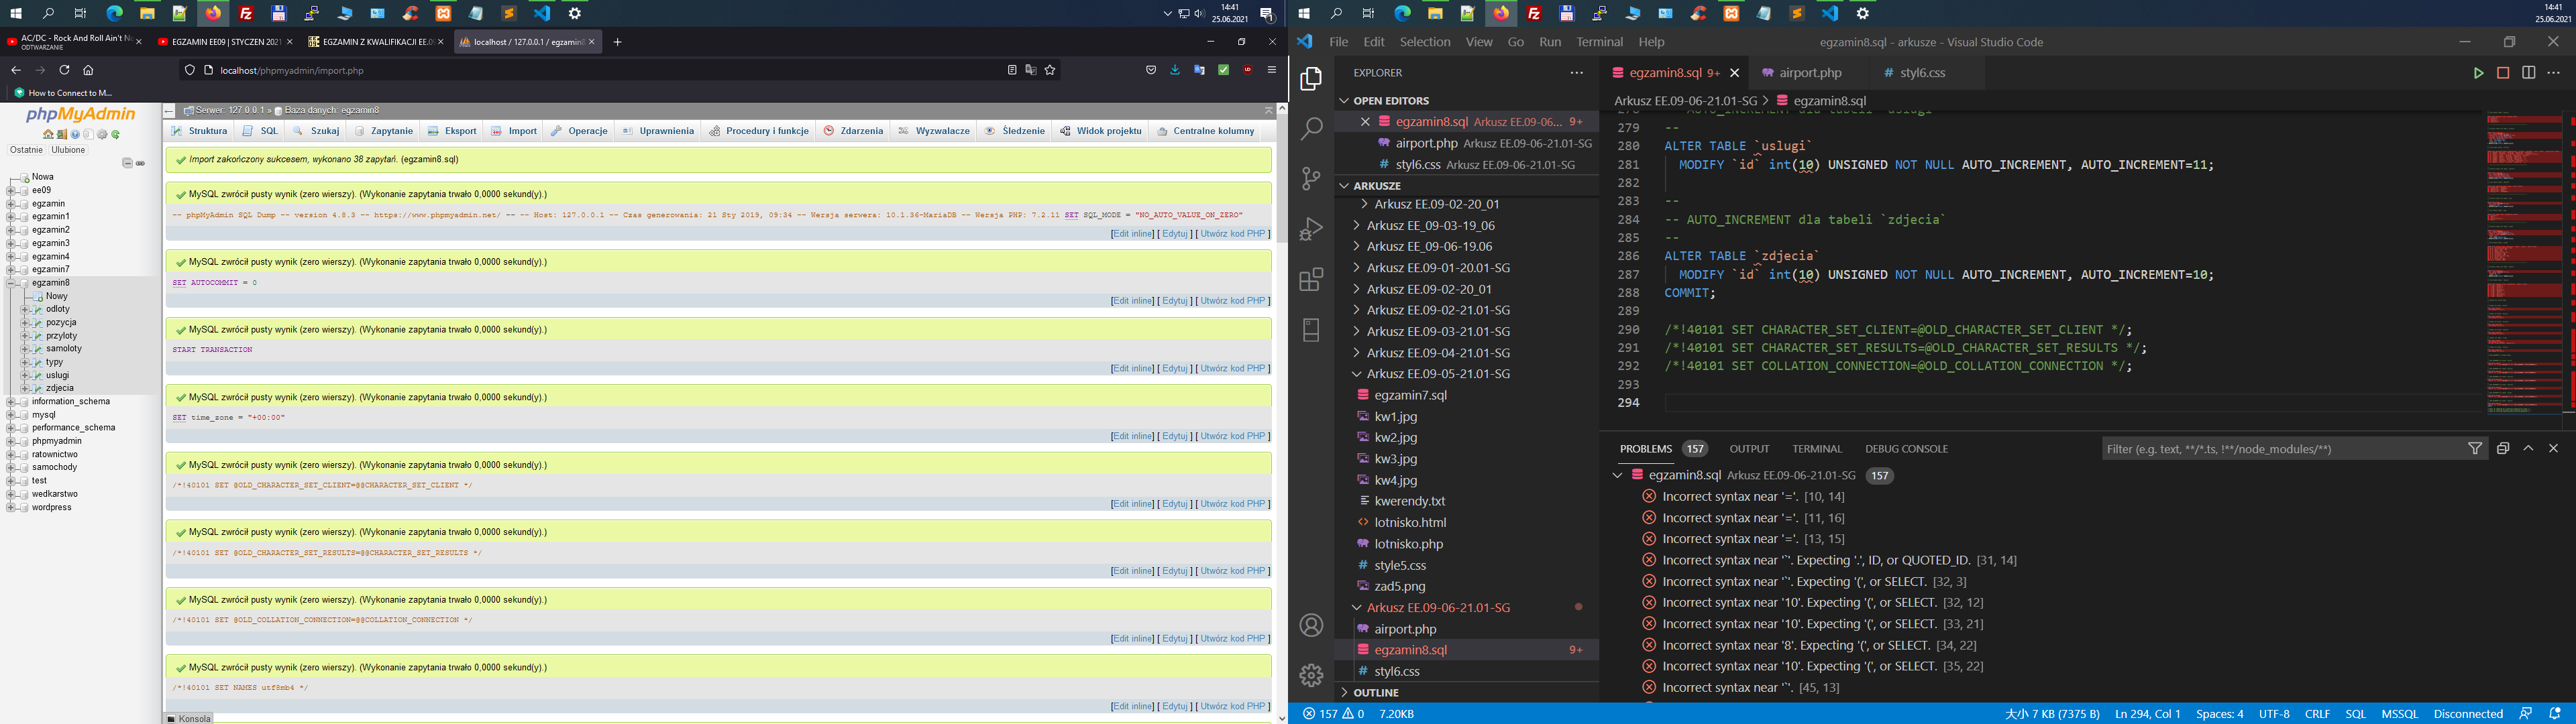 14:41
25.06.2021
AC/DC - Rock And Roll Ain't No
ODTWARZANIE
EGZAMIN EE09 | STYCZEN 2021
EGZAMIN Z KWALIFIKACJI EE.09
localhost / 127.0.0.1 / egzamin8
localhost/phpmyadmin/import.php
How to Connect to M...
phpMyAdmin
Ostatnie
Ulubione
Nowa
ee09
egzamin
egzamin1
egzamin2
egzamin3
egzamin4
egzamin7
egzamin8
Nowy
odloty
pozycja
przyloty
samoloty
typy
uslugi
zdjecia
information_schema
mysql
performance_schema
phpmyadmin
ratownictwo
samochody
test
wedkarstwo
wordpress
Serwer: 127.0.0.1 » Baza danych: egzamin8
Struktura SQL Szukaj Zapytanie Eksport Import Operacje Uprawnienia Procedury i funkcje Zdarzenia Wyzwalacze Śledzenie Widok projektu Centralne kolumny
Import zakończony sukcesem, wykonano 38 zapytań. (egzamin8.sql)
MySQL zwrócił pusty wynik (zero wierszy). (Wykonanie zapytania trwało 0,0000 sekund(y).)
-- phpMyAdmin SQL Dump -- version 4.8.3 -- https://www.phpmyadmin.net/ -- -- Host: 127.0.0.1 -- Czas generowania: 21 Sty 2019, 09:34 -- Wersja serwera: 10.1.36-MariaDB -- Wersja PHP: 7.2.11 SET SQL_MODE = "NO_AUTO_VALUE_ON_ZERO"
[Edit inline] [ Edytuj ] [ Utwórz kod PHP ]
MySQL zwrócił pusty wynik (zero wierszy). (Wykonanie zapytania trwało 0,0000 sekund(y).)
SET AUTOCOMMIT = 0
[Edit inline] [ Edytuj ] [ Utwórz kod PHP ]
MySQL zwrócił pusty wynik (zero wierszy). (Wykonanie zapytania trwało 0,0000 sekund(y).)
START TRANSACTION
[Edit inline] [ Edytuj ] [ Utwórz kod PHP ]
MySQL zwrócił pusty wynik (zero wierszy). (Wykonanie zapytania trwało 0,0000 sekund(y).)
SET time_zone = "+00:00"
[Edit inline] [ Edytuj ] [ Utwórz kod PHP ]
MySQL zwrócił pusty wynik (zero wierszy). (Wykonanie zapytania trwało 0,0000 sekund(y).)
/*!40101 SET @OLD_CHARACTER_SET_CLIENT=@@CHARACTER_SET_CLIENT */
[Edit inline] [ Edytuj ] [ Utwórz kod PHP ]
MySQL zwrócił pusty wynik (zero wierszy). (Wykonanie zapytania trwało 0,0000 sekund(y).)
/*!40101 SET @OLD_CHARACTER_SET_RESULTS=@@CHARACTER_SET_RESULTS */
[Edit inline] [ Edytuj ] [ Utwórz kod PHP ]
MySQL zwrócił pusty wynik (zero wierszy). (Wykonanie zapytania trwało 0,0000 sekund(y).)
/*!40101 SET @OLD_COLLATION_CONNECTION=@@COLLATION_CONNECTION */
[Edit inline] [ Edytuj ] [ Utwórz kod PHP ]
MySQL zwrócił pusty wynik (zero wierszy). (Wykonanie zapytania trwało 0,0000 sekund(y).)
/*!40101 SET NAMES utf8mb4 */
[Edit inline] [ Edytuj ] [ Utwórz kod PHP ]
Konsola
14:41
25.06.2021
File Edit Selection View Go Run Terminal Help
egzamin8.sql - arkusze - Visual Studio Code
EXPLORER
OPEN EDITORS
egzamin8.sql Arkusz EE.09-06... 9+
airport.php Arkusz EE.09-06-21.01-SG
styl6.css Arkusz EE.09-06-21.01-SG
ARKUSZE
Arkusz EE.09-02-20_01
Arkusz EE_09-03-19_06
Arkusz EE_09-06-19.06
Arkusz EE.09-01-20.01-SG
Arkusz EE.09-02-20_01
Arkusz EE.09-02-21.01-SG
Arkusz EE.09-03-21.01-SG
Arkusz EE.09-04-21.01-SG
Arkusz EE.09-05-21.01-SG
egzamin7.sql
kw1.jpg
kw2.jpg
kw3.jpg
kw4.jpg
kwerendy.txt
lotnisko.html
lotnisko.php
style5.css
zad5.png
Arkusz EE.09-06-21.01-SG
airport.php
egzamin8.sql 9+
styl6.css
OUTLINE
egzamin8.sql 9+
airport.php
styl6.css
Arkusz EE.09-06-21.01-SG > egzamin8.sql
279 --
280 ALTER TABLE `uslugi`
281 MODIFY `id` int(10) UNSIGNED NOT NULL AUTO_INCREMENT, AUTO_INCREMENT=11;
282
283 --
284 -- AUTO_INCREMENT dla tabeli `zdjecia`
285 --
286 ALTER TABLE `zdjecia`
287 MODIFY `id` int(10) UNSIGNED NOT NULL AUTO_INCREMENT, AUTO_INCREMENT=10;
288 COMMIT;
289
290 /*!40101 SET CHARACTER_SET_CLIENT=@OLD_CHARACTER_SET_CLIENT */;
291 /*!40101 SET CHARACTER_SET_RESULTS=@OLD_CHARACTER_SET_RESULTS */;
292 /*!40101 SET COLLATION_CONNECTION=@OLD_COLLATION_CONNECTION */;
293
294
PROBLEMS 157 OUTPUT TERMINAL DEBUG CONSOLE
Filter (e.g. text, **/*.ts, !**/node_modules/**)
egzamin8.sql Arkusz EE.09-06-21.01-SG 157
Incorrect syntax near '='. [10, 14]
Incorrect syntax near '='. [11, 16]
Incorrect syntax near '='. [13, 15]
Incorrect syntax near '`'. Expecting '.', ID, or QUOTED_ID. [31, 14]
Incorrect syntax near '`'. Expecting '(', or SELECT. [32, 3]
Incorrect syntax near '10'. Expecting '(', or SELECT. [32, 12]
Incorrect syntax near '10'. Expecting '(', or SELECT. [33, 21]
Incorrect syntax near '8'. Expecting '(', or SELECT. [34, 22]
Incorrect syntax near '10'. Expecting '(', or SELECT. [35, 22]
Incorrect syntax near '`'. [45, 13]
157 0 7.20KB
大小 7 KB (7375 B) Ln 294, Col 1 Spaces: 4 UTF-8 CRLF SQL MSSQL Disconnected